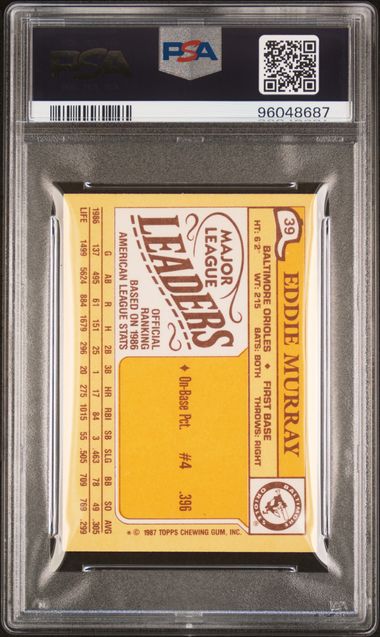 PSA
PSA
96048687
39
EDDIE MURRAY
BALTIMORE ORIOLES ♦ FIRST BASE
HT: 6'2" WT: 215 BATS: BOTH THROWS: RIGHT
BALTIMORE
ORIOLES
MAJOR
LEAGUE
LEADERS
OFFICIAL
RANKING
BASED ON 1986
AMERICAN LEAGUE STATS
♦ On-Base Pct. #4 .396
G AB R H 2B 3B HR RBI SB SLG BB SO AVG
1986 137 495 61 151 25 1 17 84 3 .463 78 49 .305
LIFE 1499 5624 884 1679 296 20 275 1015 55 .505 709 769 .299
* © 1987 TOPPS CHEWING GUM, INC.